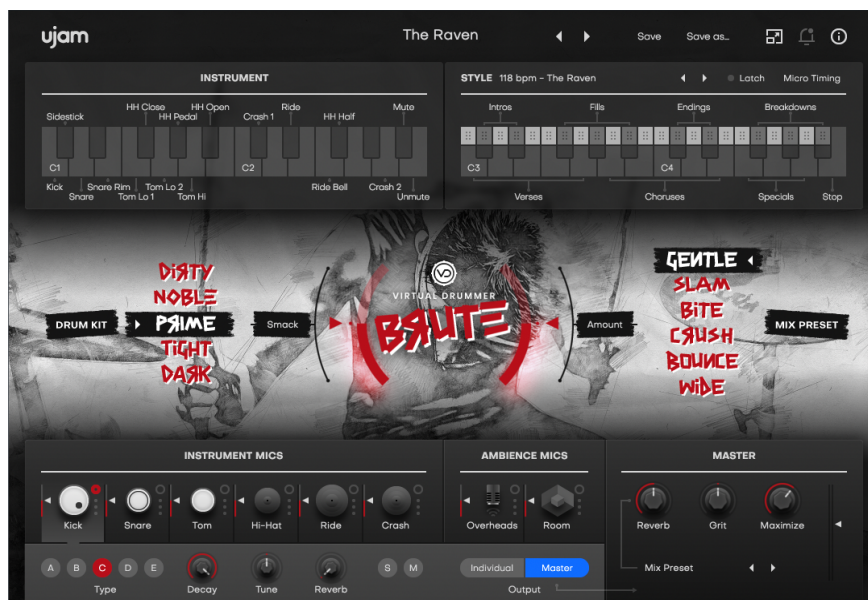 ujam
The Raven
Save Save as...
INSTRUMENT
HH Close HH Open Ride Mute
Sidestick HH Pedal Crash 1 HH Half
C1 C2
Kick Snare Rim Tom Lo 2 Ride Bell Crash 2
Snare Tom Lo 1 Tom Hi Unmute
STYLE 118 bpm - The Raven Latch Micro Timing
Intros Fills Endings Breakdowns
C3 C4
Verses Choruses Specials Stop
DIRTY
NOBLE
DRUM KIT PRIME Smack
TIGHT
DARK
VD
VIRTUAL DRUMMER
BRUTE
GENTLE
SLAM
BITE
Amount CRUSH MIX PRESET
BOUNCE
WIDE
INSTRUMENT MICS
Kick Snare Tom Hi-Hat Ride Crash
A B C D E S M
Type Decay Tune Reverb
AMBIENCE MICS
Overheads Room
Individual Master
Output
MASTER
Reverb Grit Maximize
Mix Preset